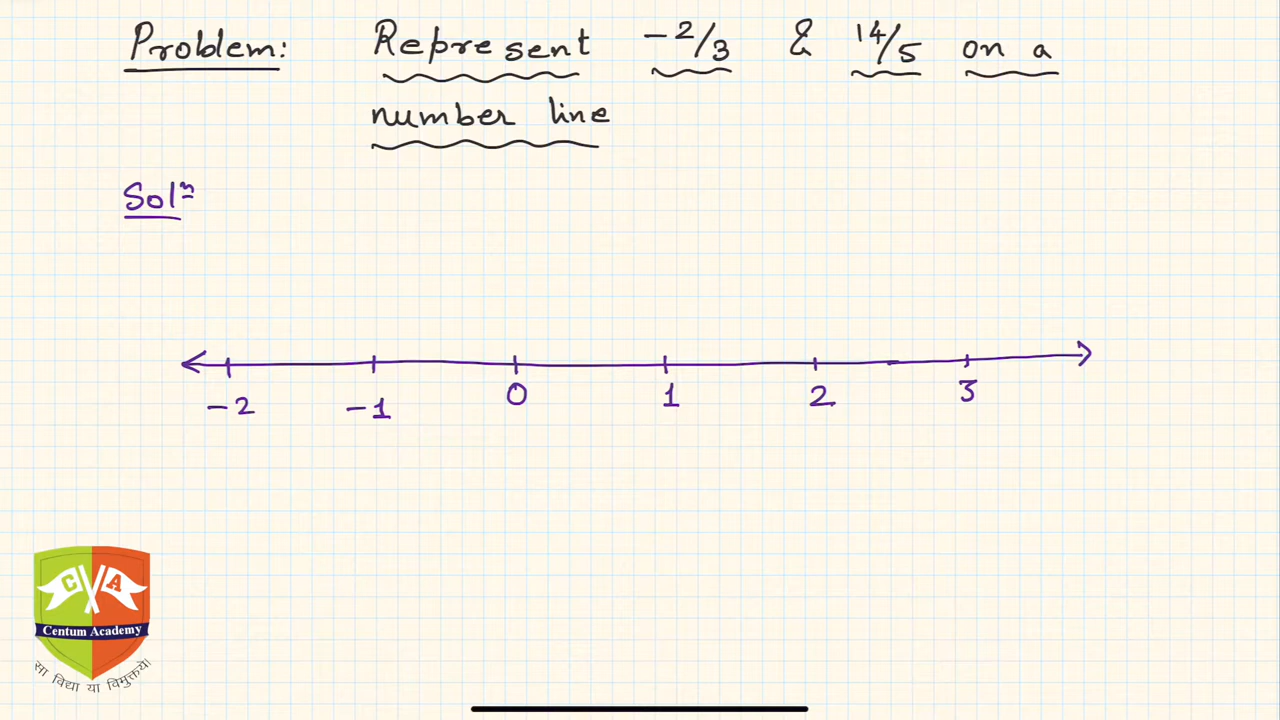 Problem: Represent -2/3 & 14/5 on a
number line
Solⁿ
-2 -1 0 1 2 3
C A
Centum Academy
सा विद्या या विमुक्तये।